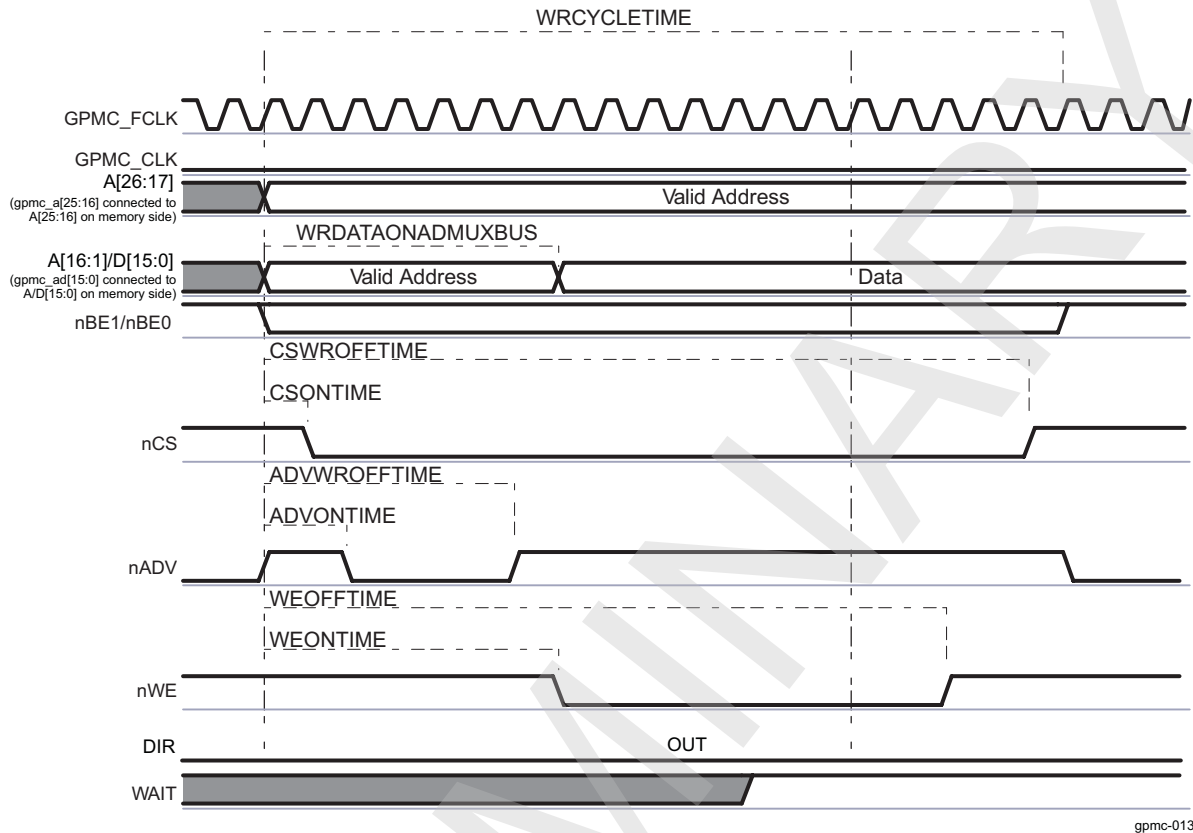 WRCYCLETIME
GPMC_FCLK
GPMC_CLK
A[26:17]
(gpmc_a[25:16] connected to
A[25:16] on memory side)
Valid Address
WRDATAONADMUXBUS
A[16:1]/D[15:0]
(gpmc_ad[15:0] connected to
A/D[15:0] on memory side)
Valid Address
Data
nBE1/nBE0
CSWROFFTIME
CSONTIME
nCS
ADVWROFFTIME
ADVONTIME
nADV
WEOFFTIME
WEONTIME
nWE
DIR
OUT
WAIT
gpmc-013
MINARY